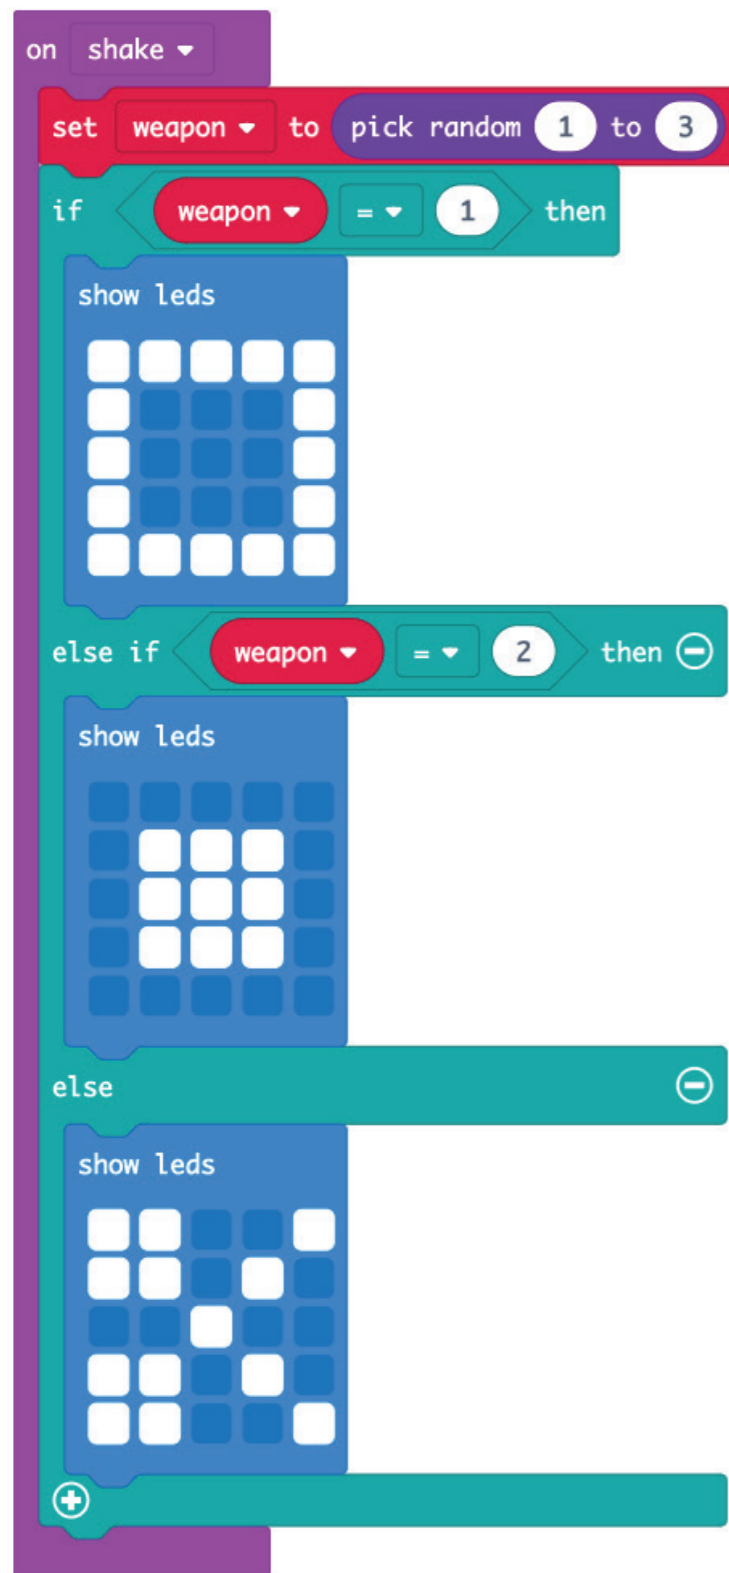 on shake
set weapon to pick random 1 to 3
if weapon = 1 then
show leds
else if weapon = 2 then
show leds
else
show leds